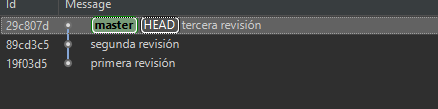 Id Message
29c807d master HEAD tercera revisión
89cd3c5 segunda revisión
19f03d5 primera revisión